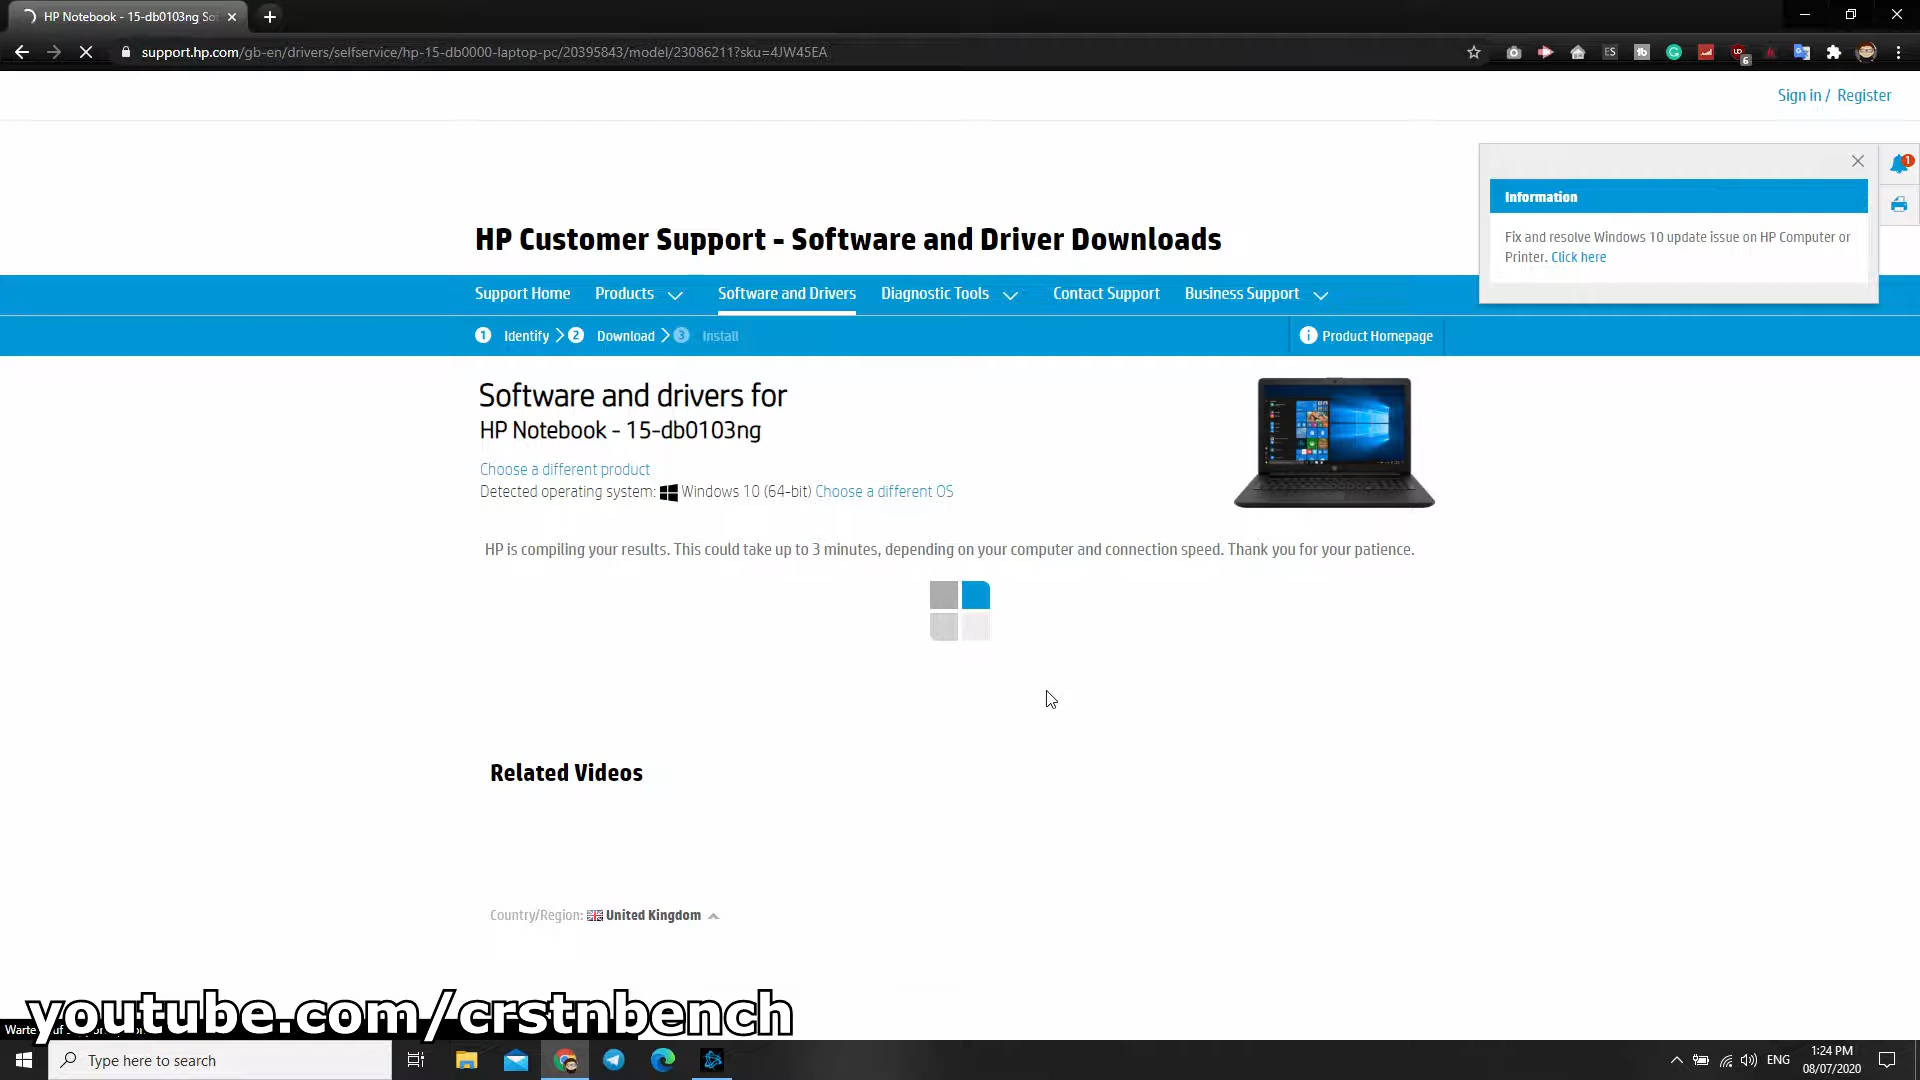 HP Notebook - 15-db0103ng So
support.hp.com/gb-en/drivers/selfservice/hp-15-db0000-laptop-pc/20395843/model/23086211?sku=4JW45EA
ES
6
Sign in / Register
1
Information
Fix and resolve Windows 10 update issue on HP Computer or
Printer. Click here
HP Customer Support - Software and Driver Downloads
Support Home Products Software and Drivers Diagnostic Tools Contact Support Business Support
1 Identify 2 Download 3 Install
Product Homepage
Software and drivers for
HP Notebook - 15-db0103ng
Choose a different product
Detected operating system: Windows 10 (64-bit) Choose a different OS
HP is compiling your results. This could take up to 3 minutes, depending on your computer and connection speed. Thank you for your patience.
Related Videos
Country/Region: United Kingdom
youtube.com/crstnbench
Warte
Type here to search
ENG
1:24 PM
08/07/2020